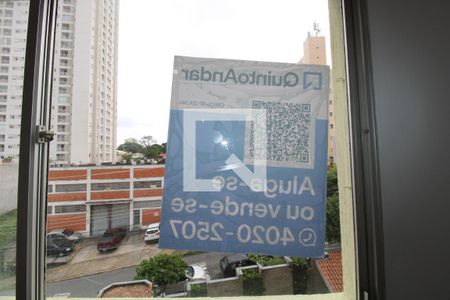 QuintoAndar
Aluga-se
ou vende-se
4020-2507